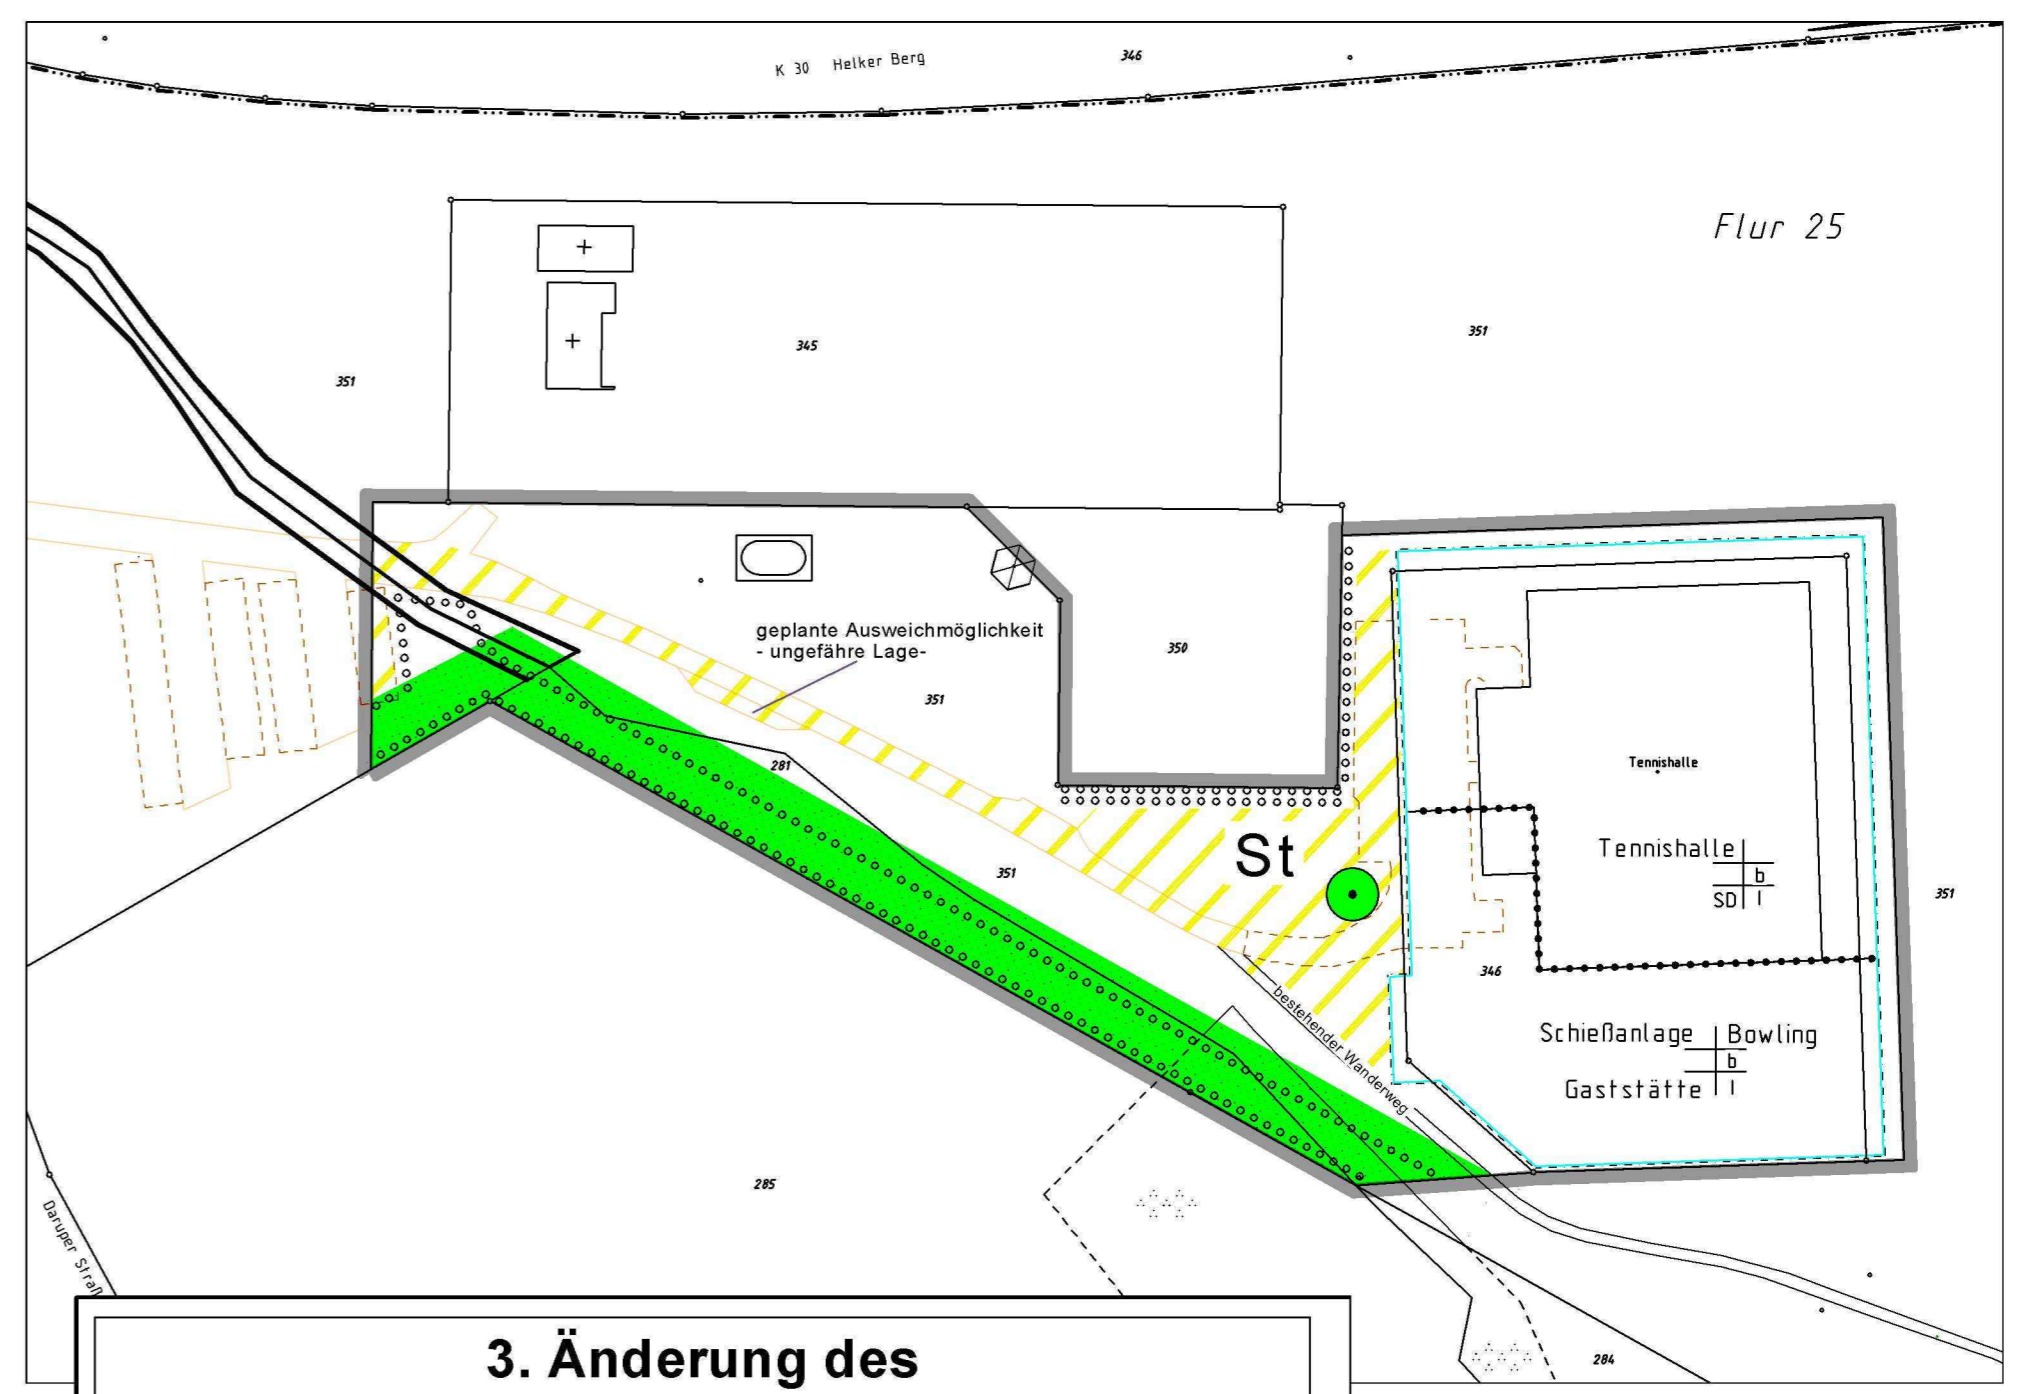 K 30 Helker Berg
346
Flur 25
351
345
351
geplante Ausweichmöglichkeit
- ungefähre Lage-
350
351
281
Tennishalle
St
351
Tennishalle
b
SD I
351
346
bestehender Wanderweg
Schießanlage Bowling
b
Gaststätte I
285
Daruper Straß
284
3. Änderung des